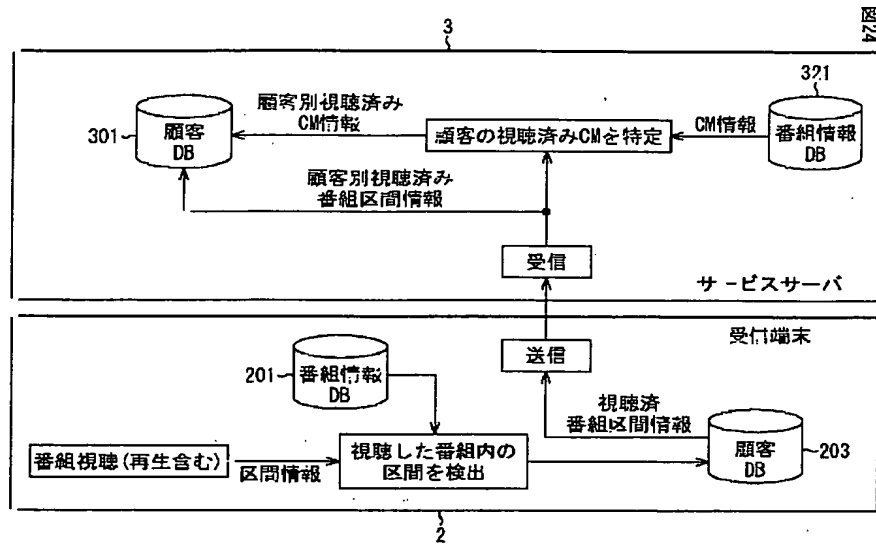 図24
3
321
顧客別視聴済み
CM情報
301
顧客
DB
顧客の視聴済みCMを特定
CM情報
番組情報
DB
顧客別視聴済み
番組区間情報
受信
サービスサーバ
受信端末
送信
201
番組情報
DB
視聴済
番組区間情報
番組視聴(再生含む)
区間情報
視聴した番組内の
区間を検出
顧客
DB
203
2